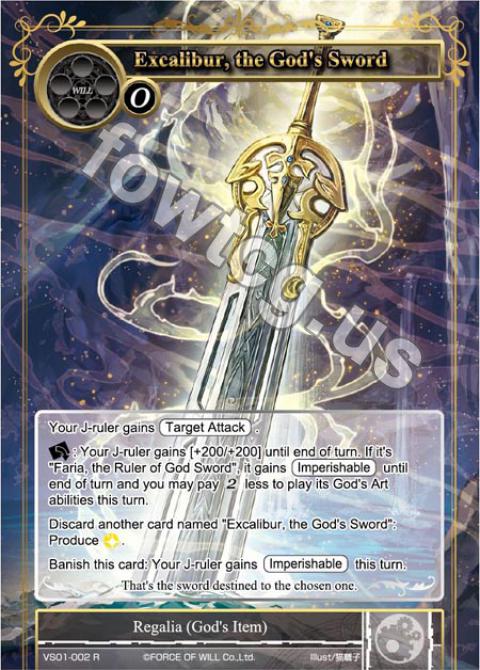 Excalibur, the God's Sword
WILL
0
fowtcg.us
Your J-ruler gains Target Attack .
: Your J-ruler gains [+200/+200] until end of turn. If it's
"Faria, the Ruler of God Sword", it gains Imperishable until
end of turn and you may pay 2 less to play its God's Art
abilities this turn.
Discard another card named "Excalibur, the God's Sword":
Produce .
Banish this card: Your J-ruler gains Imperishable this turn.
That's the sword destined to the chosen one.
Regalia (God's Item)
VS01-002 R
©FORCE OF WILL Co.,Ltd.
Illust/猫囃子